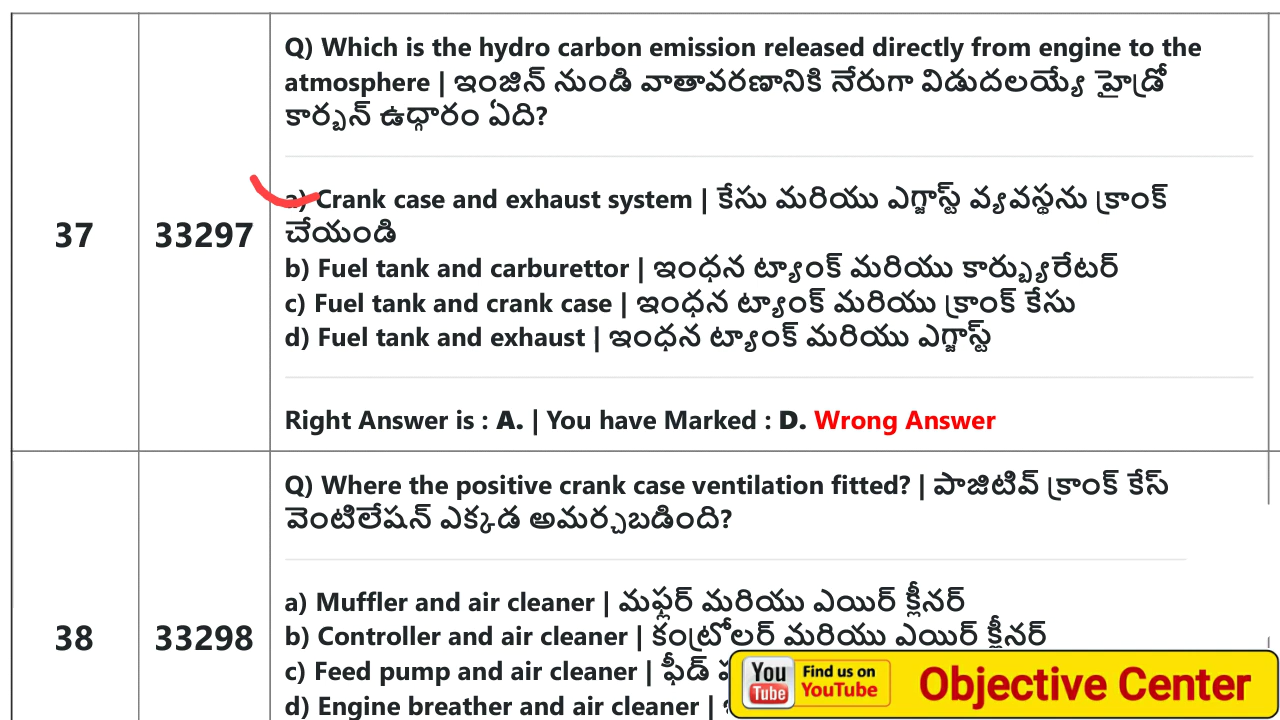 Q) Which is the hydro carbon emission released directly from engine to the
atmosphere | ఇంజిన్ నుండి వాతావరణానికి నేరుగా విడుదలయ్యే హైడ్రో
కార్బన్ ఉద్గారం ఏది?
37
33297
a) Crank case and exhaust system | కేసు మరియు ఎగ్జాస్ట్ వ్యవస్థను క్రాంక్
చేయండి
b) Fuel tank and carburettor | ఇంధన ట్యాంక్ మరియు కార్బ్యురేటర్
c) Fuel tank and crank case | ఇంధన ట్యాంక్ మరియు క్రాంక్ కేసు
d) Fuel tank and exhaust | ఇంధన ట్యాంక్ మరియు ఎగ్జాస్ట్
Right Answer is : A. | You have Marked : D. Wrong Answer
Q) Where the positive crank case ventilation fitted? | పాజిటివ్ క్రాంక్ కేస్
వెంటిలేషన్ ఎక్కడ అమర్చబడింది?
38
33298
a) Muffler and air cleaner | మఫ్లర్ మరియు ఎయిర్ క్లీనర్
b) Controller and air cleaner | కంట్రోలర్ మరియు ఎయిర్ క్లీనర్
c) Feed pump and air cleaner | ఫీడ్
d) Engine breather and air cleaner |
You Tube Find us on YouTube Objective Center